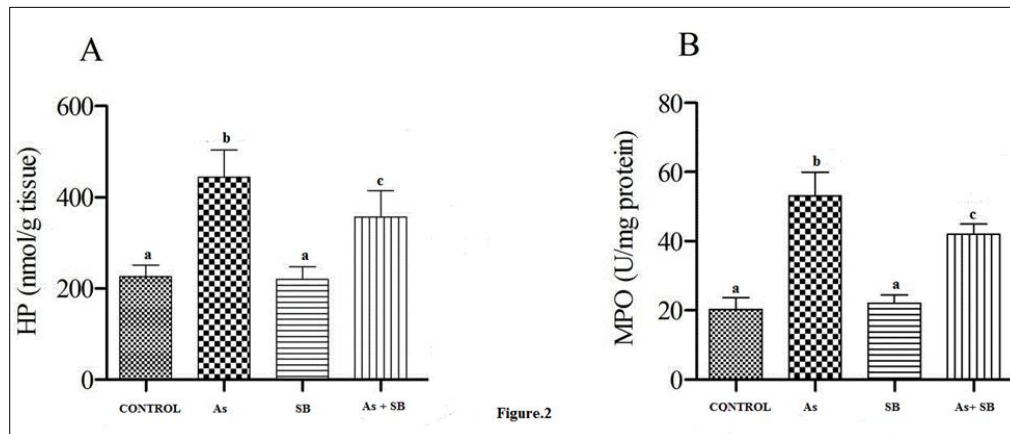 A
HP (nmol/g tissue)
600
400
200
0
a
b
a
c
CONTROL
As
SB
As + SB
B
MPO (U/mg protein)
80
60
40
20
0
a
b
a
c
CONTROL
As
SB
As+ SB
Figure.2